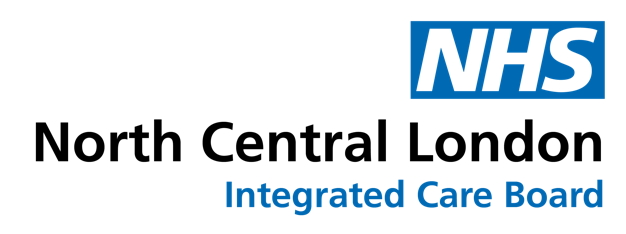 NHS
North Central London
Integrated Care Board